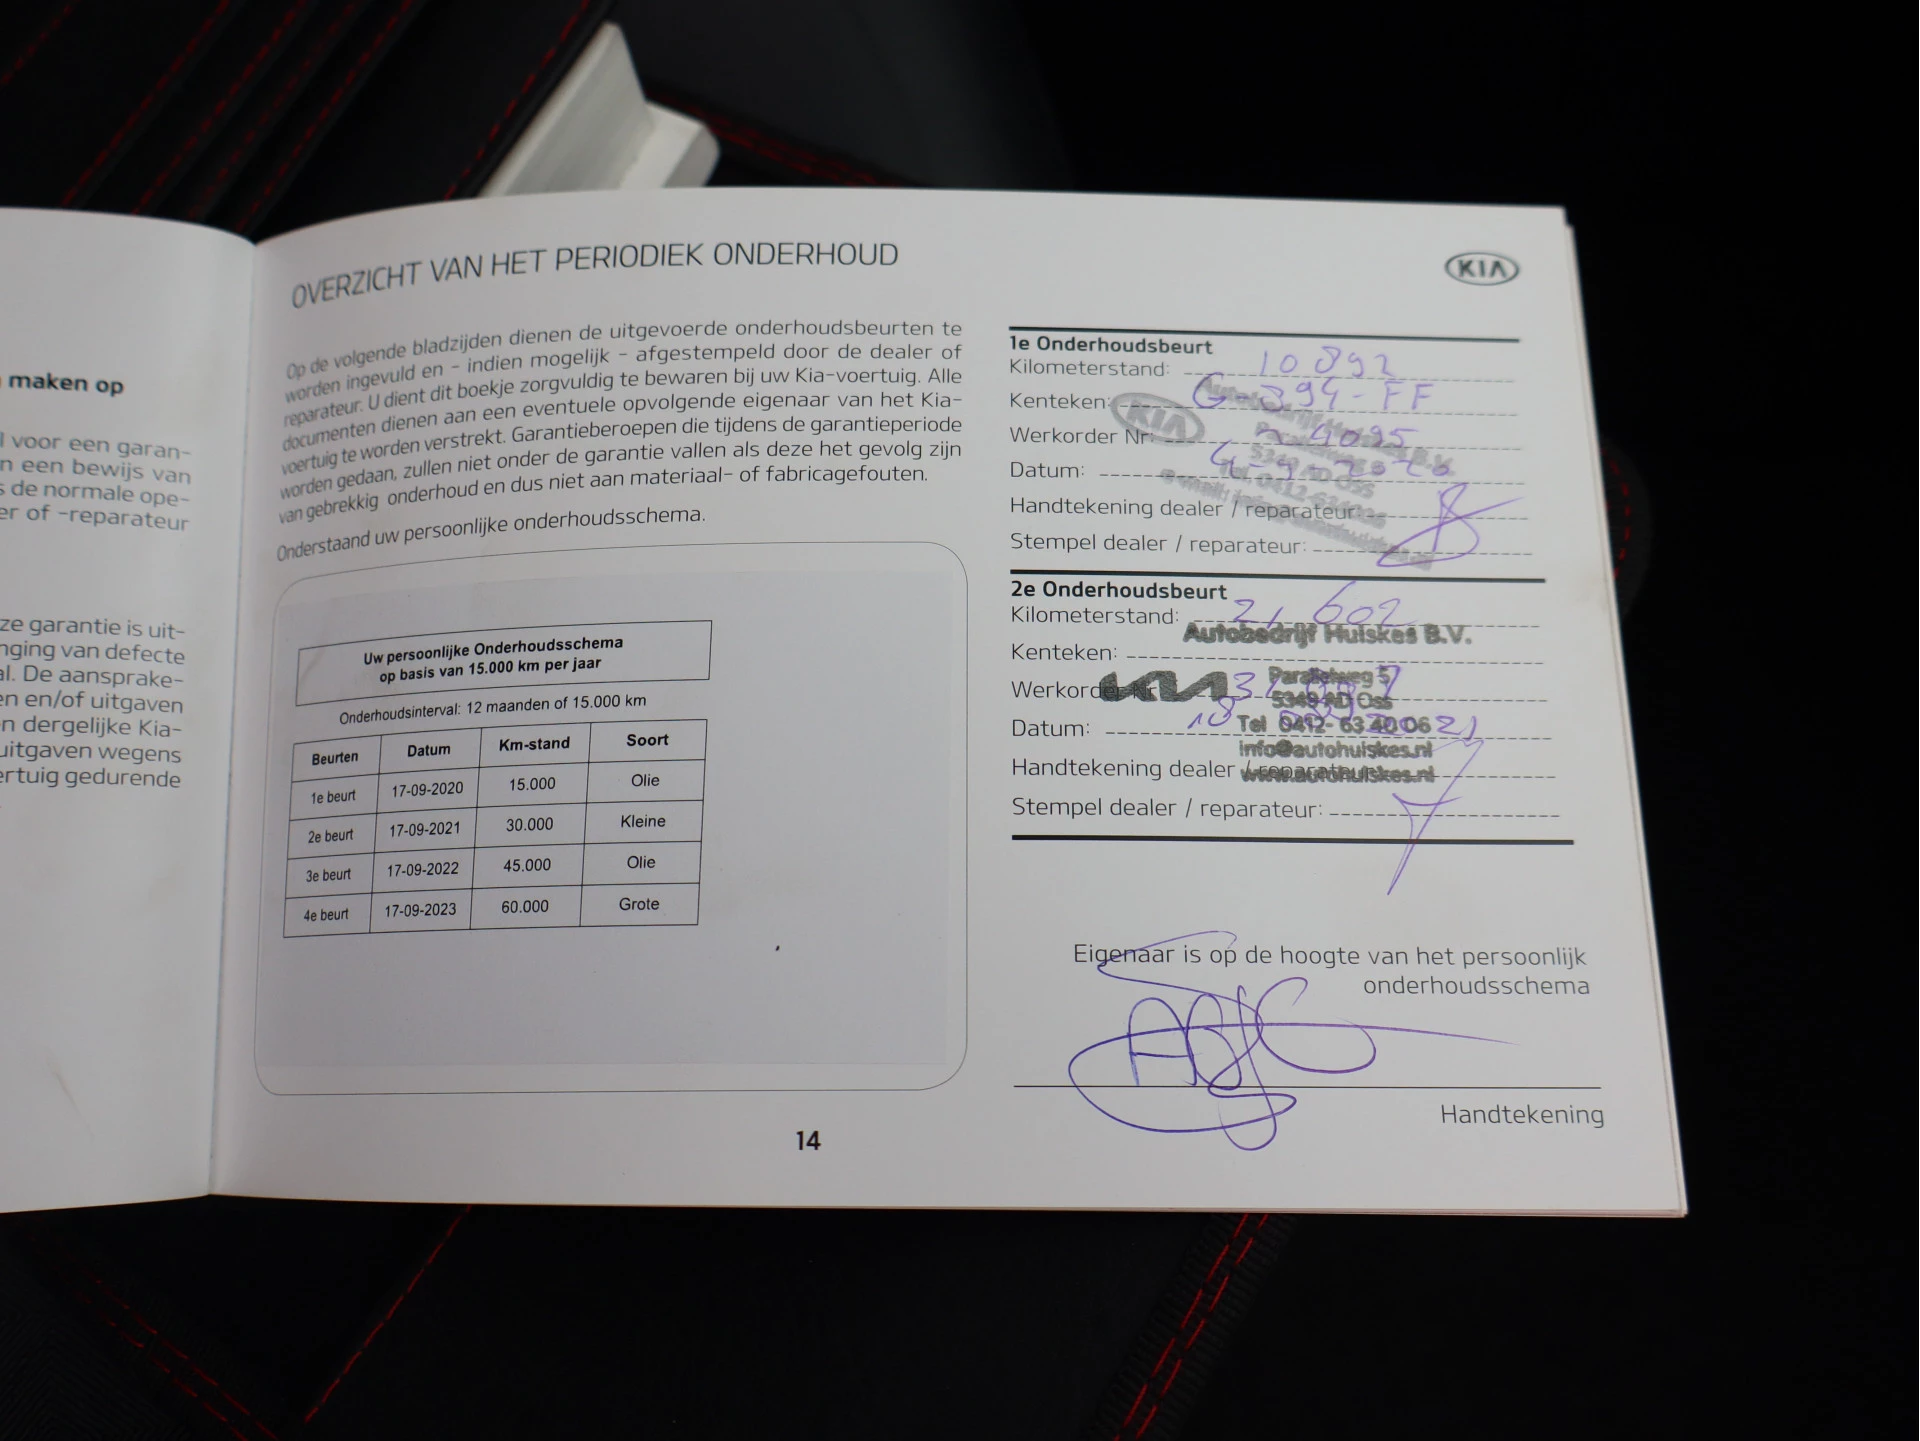 maken op
l voor een garan-
n een bewijs van
s de normale ope-
er of -reparateur
ze garantie is uit-
nging van defecte
al. De aansprake-
en en/of uitgaven
n dergelijke Kia-
uitgaven wegens
ertuig gedurende
OVERZICHT VAN HET PERIODIEK ONDERHOUD
Op de volgende bladzijden dienen de uitgevoerde onderhoudsbeurten te
worden ingevuld en - indien mogelijk - afgestempeld door de dealer of
reparateur. U dient dit boekje zorgvuldig te bewaren bij uw Kia-voertuig. Alle
documenten dienen aan een eventuele opvolgende eigenaar van het Kia-
voertuig te worden verstrekt. Garantieberoepen die tijdens de garantieperiode
worden gedaan, zullen niet onder de garantie vallen als deze het gevolg zijn
van gebrekkig onderhoud en dus niet aan materiaal- of fabricagefouten.
Onderstaand uw persoonlijke onderhoudsschema.
Uw persoonlijke Onderhoudsschema
op basis van 15.000 km per jaar
Onderhoudsinterval: 12 maanden of 15.000 km
Beurten Datum Km-stand Soort
1e beurt 17-09-2020 15.000 Olie
2e beurt 17-09-2021 30.000 Kleine
3e beurt 17-09-2022 45.000 Olie
4e beurt 17-09-2023 60.000 Grote
14
KIA
1e Onderhoudsbeurt
Kilometerstand: 10892
Kenteken: G-394-FF
KIA
Werkorder Nr:
Datum:
Handtekening dealer / reparateur:
Stempel dealer / reparateur:
2e Onderhoudsbeurt
Kilometerstand: 21,602
Autobedrijf Huiskes B.V.
Kenteken:
Parallelweg 5
Werkorder Nr
5349 AD Oss
Datum:
Tel 0412- 63 40 06
info@autohuiskes.nl
Handtekening dealer / reparateur
www.autohuiskes.nl
Stempel dealer / reparateur:
Eigenaar is op de hoogte van het persoonlijk
onderhoudsschema
Handtekening